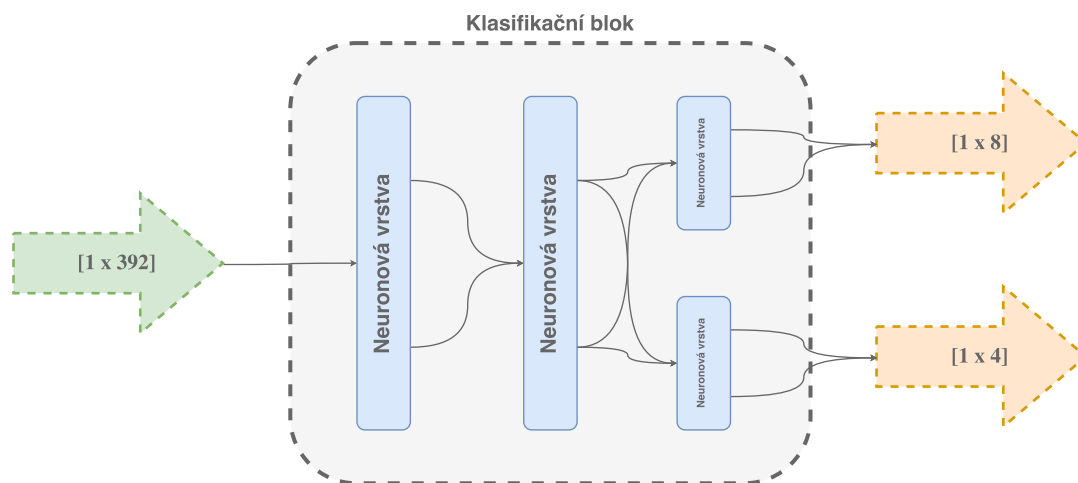 Klasifikační blok
[1 x 392]
Neuronová vrstva
Neuronová vrstva
Neuronová vrstva
Neuronová vrstva
[1 x 8]
[1 x 4]